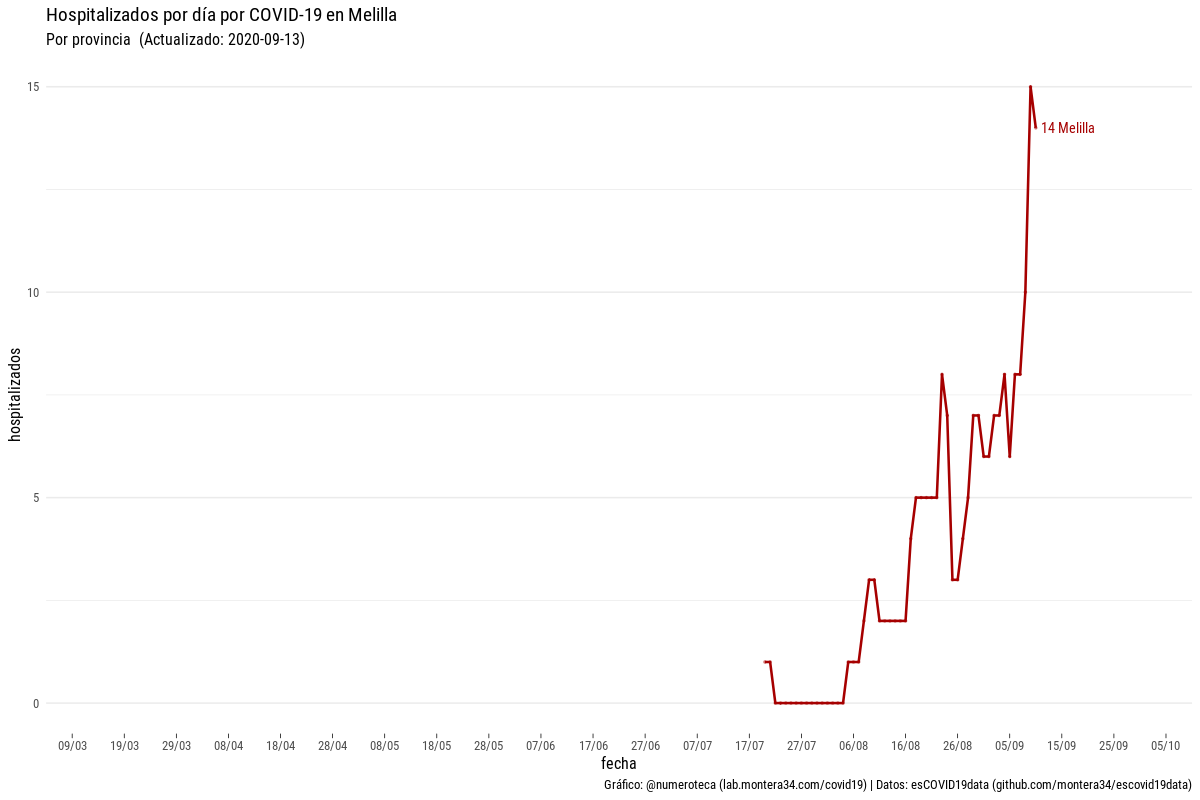 Hospitalizados por día por COVID-19 en Melilla
Por provincia (Actualizado: 2020-09-13)
15
14 Melilla
10
hospitalizados
5
0
09/03 19/03 29/03 08/04 18/04 28/04 08/05 18/05 28/05 07/06 17/06 27/06 07/07 17/07 27/07 06/08 16/08 26/08 05/09 15/09 25/09 05/10
fecha
Gráfico: @numeroteca (lab.montera34.com/covid19) | Datos: esCOVID19data (github.com/montera34/escovid19data)